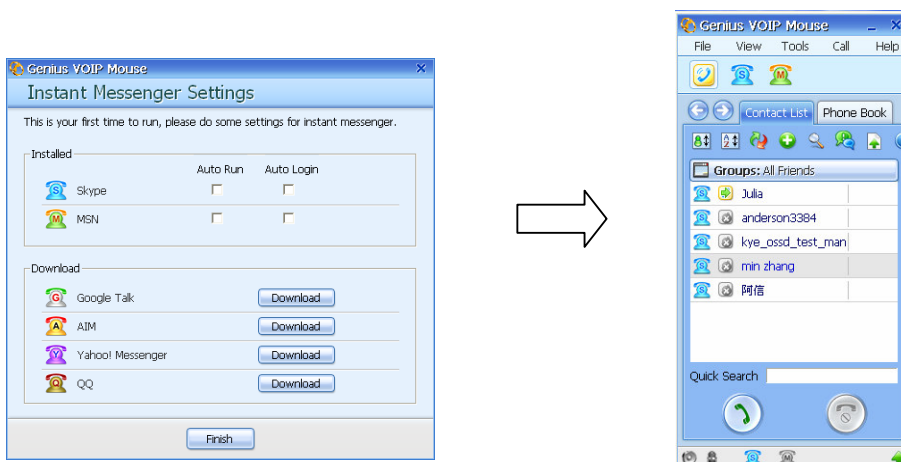 Genius VOIP Mouse
Instant Messenger Settings
This is your first time to run, please do some settings for instant messenger.
Installed
Auto Run Auto Login
S Skype
M MSN
Download
G Google Talk Download
A AIM Download
Y Yahoo! Messenger Download
Q QQ Download
Finish
Genius VOIP Mouse
File View Tools Call Help
S M
Contact List Phone Book
Groups: All Friends
S Julia
S anderson3384
S kye_ossd_test_man
S min zhang
S 阿信
Quick Search
S M